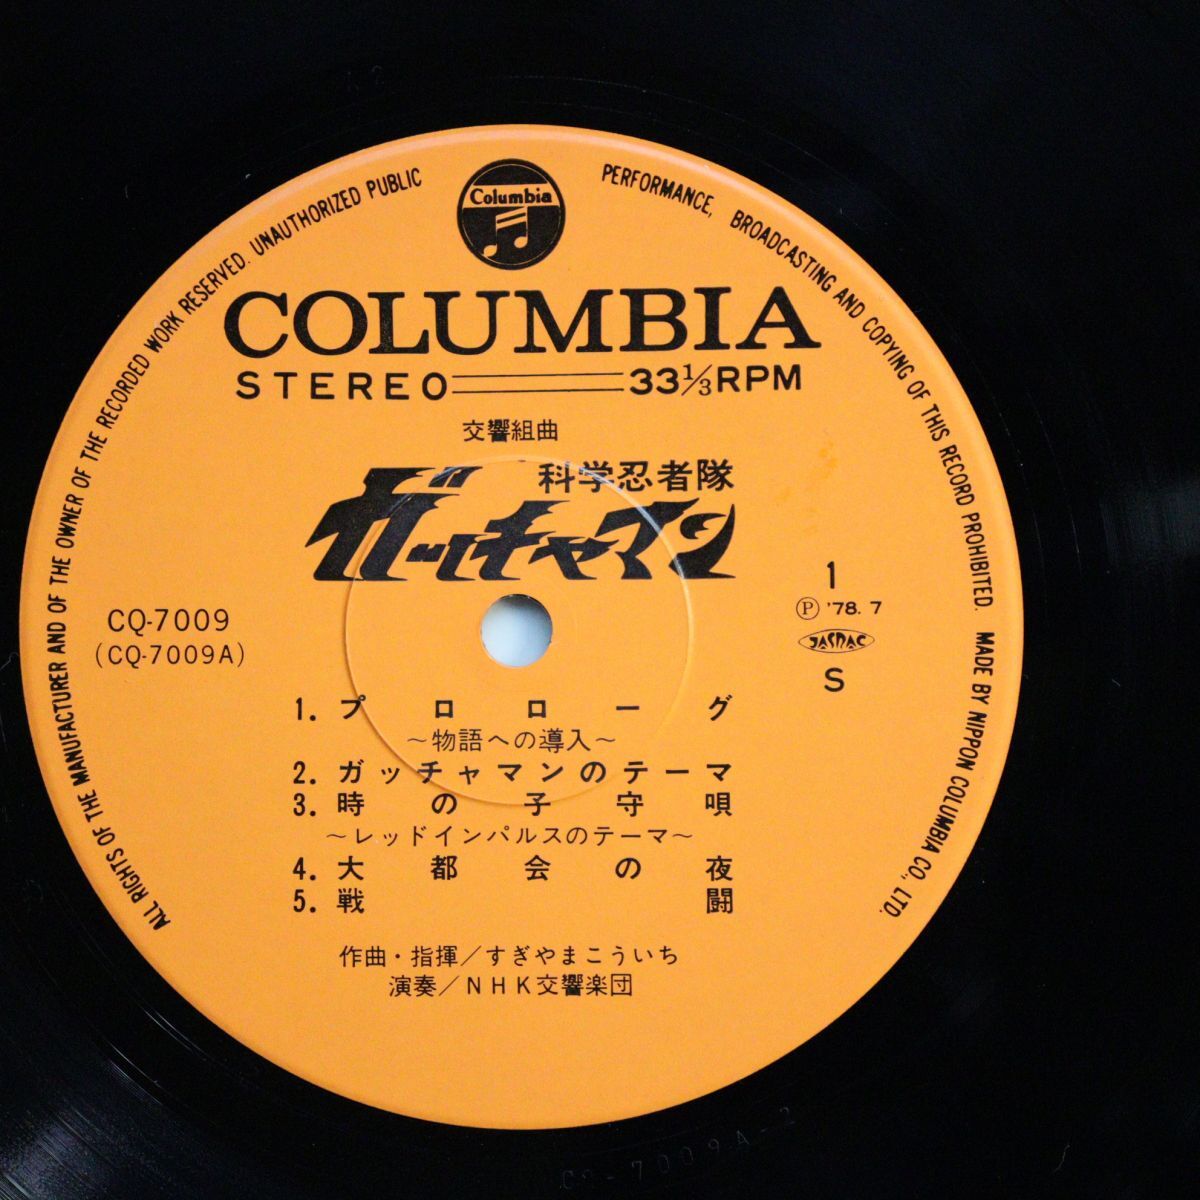 ALL RIGHTS OF THE MANUFACTURER AND OF THE OWNER OF THE RECORDED WORK RESERVED. UNAUTHORIZED PUBLIC PERFORMANCE, BROADCASTING AND COPYING OF THIS RECORD PROHIBITED. MADE BY NIPPON COLUMBIA CO., LTD.
Columbia
COLUMBIA
STEREO 33⅓RPM
交響組曲
科学忍者隊
ガッチャマン
1
Ⓟ '78. 7
JASRAC
S
CQ-7009
(CQ-7009A)
1. プロローグ
〜物語への導入〜
2. ガッチャマンのテーマ
3. 時の子守唄
〜レッドインパルスのテーマ〜
4. 大都会の夜
5. 戦闘
作曲・指揮／すぎやまこういち
演奏／NHK交響楽団
CQ-7009A-2